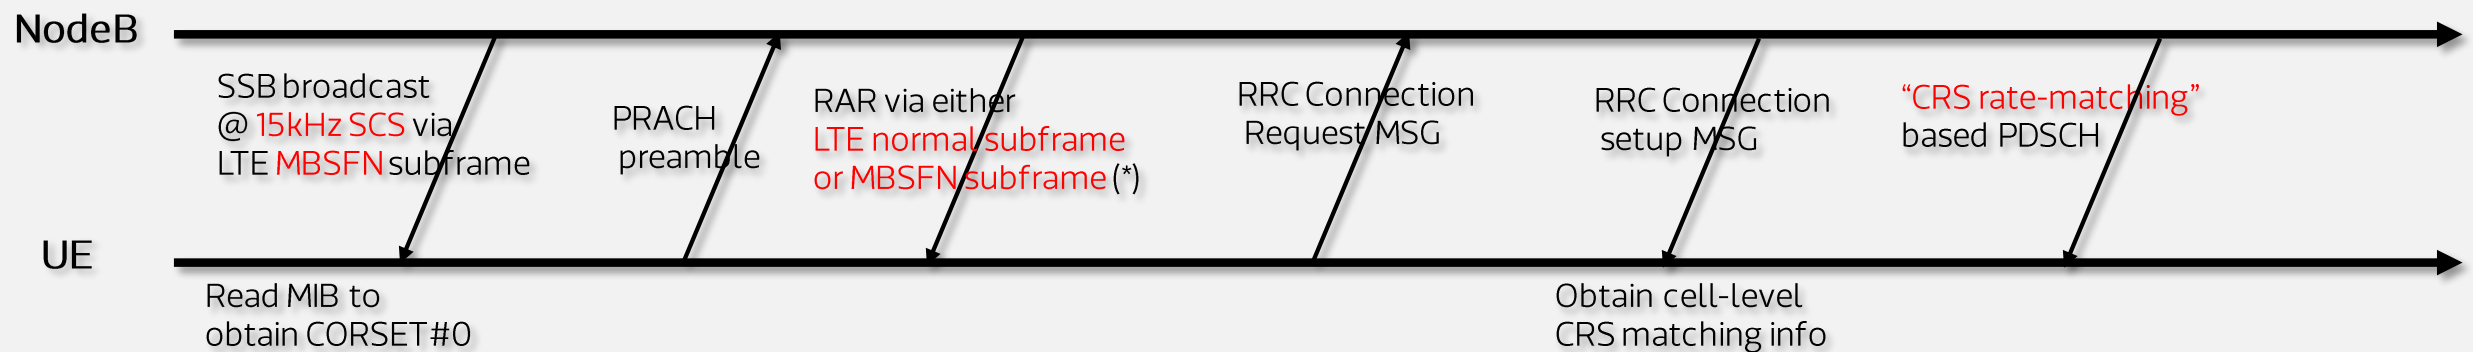 NodeB
SSB broadcast
@ 15kHz SCS via
LTE MBSFN subframe
PRACH
preamble
RAR via either
LTE normal subframe
or MBSFN subframe (*)
RRC Connection
Request MSG
RRC Connection
setup MSG
“CRS rate-matching”
based PDSCH
UE
Read MIB to
obtain CORSET#0
Obtain cell-level
CRS matching info